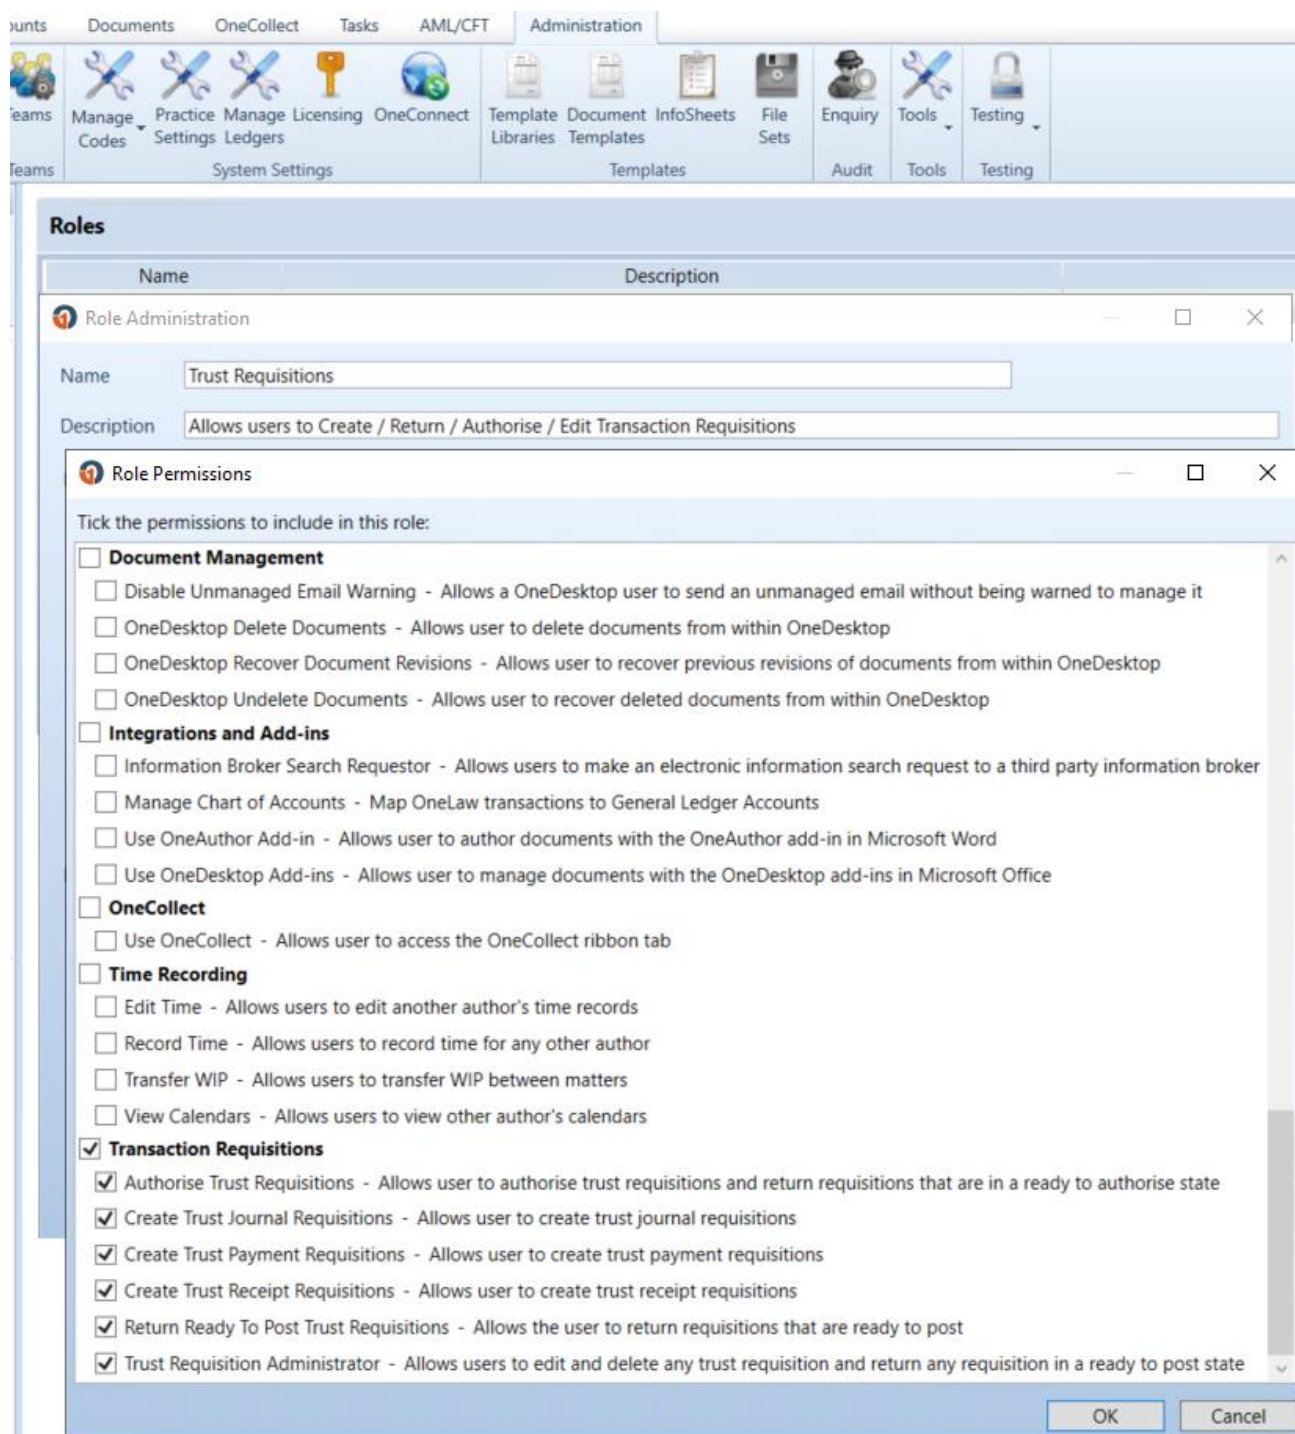 Documents OneCollect Tasks AML/CFT Administration
Manage Codes Practice Settings Manage Ledgers Licensing OneConnect Template Libraries Document Templates InfoSheets File Sets Enquiry Tools Testing
System Settings Templates Audit Tools Testing
Roles
Name Description
Role Administration
Name Trust Requisitions
Description Allows users to Create / Return / Authorise / Edit Transaction Requisitions
Role Permissions
Tick the permissions to include in this role:
Document Management
Disable Unmanaged Email Warning - Allows a OneDesktop user to send an unmanaged email without being warned to manage it
OneDesktop Delete Documents - Allows user to delete documents from within OneDesktop
OneDesktop Recover Document Revisions - Allows user to recover previous revisions of documents from within OneDesktop
OneDesktop Undelete Documents - Allows user to recover deleted documents from within OneDesktop
Integrations and Add-ins
Information Broker Search Requestor - Allows users to make an electronic information search request to a third party information broker
Manage Chart of Accounts - Map OneLaw transactions to General Ledger Accounts
Use OneAuthor Add-in - Allows user to author documents with the OneAuthor add-in in Microsoft Word
Use OneDesktop Add-ins - Allows user to manage documents with the OneDesktop add-ins in Microsoft Office
OneCollect
Use OneCollect - Allows user to access the OneCollect ribbon tab
Time Recording
Edit Time - Allows users to edit another author's time records
Record Time - Allows users to record time for any other author
Transfer WIP - Allows users to transfer WIP between matters
View Calendars - Allows users to view other author's calendars
Transaction Requisitions
Authorise Trust Requisitions - Allows user to authorise trust requisitions and return requisitions that are in a ready to authorise state
Create Trust Journal Requisitions - Allows user to create trust journal requisitions
Create Trust Payment Requisitions - Allows user to create trust payment requisitions
Create Trust Receipt Requisitions - Allows user to create trust receipt requisitions
Return Ready To Post Trust Requisitions - Allows the user to return requisitions that are ready to post
Trust Requisition Administrator - Allows users to edit and delete any trust requisition and return any requisition in a ready to post state
OK Cancel